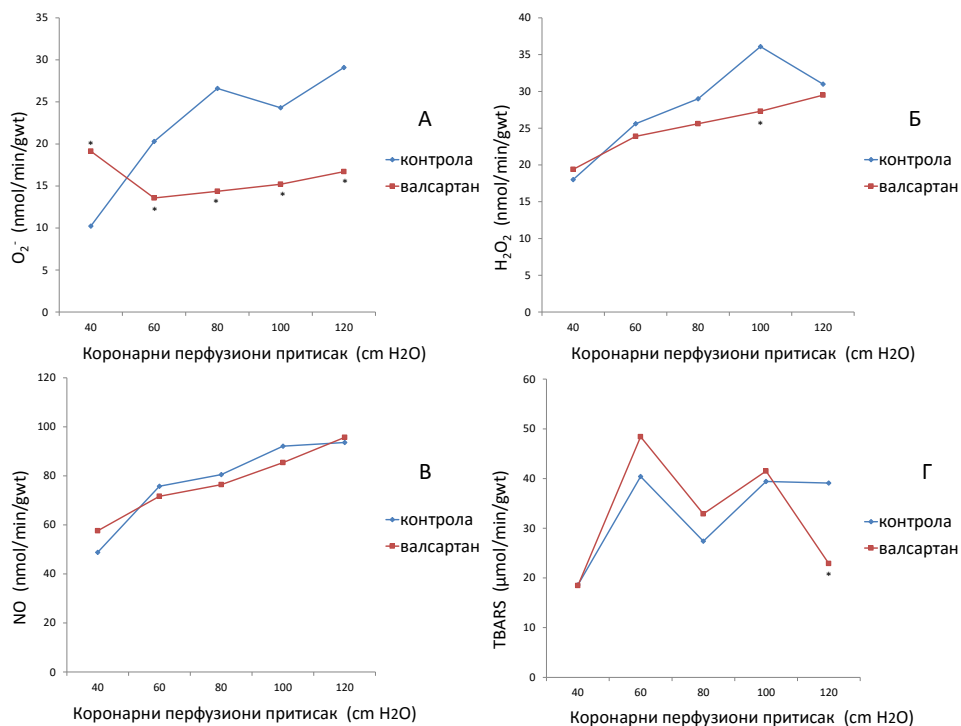 35
30
25
20
15
10
5
0
O₂⁻ (nmol/min/gwt)
*
*
*
*
*
А
контрола
валсартан
40 60 80 100 120
Коронарни перфузиони притисак (cm H2O)
40
35
30
25
20
15
10
5
0
H₂O₂ (nmol/min/gwt)
*
Б
контрола
валсартан
40 60 80 100 120
Коронарни перфузиони притисак (cm H2O)
120
100
80
60
40
20
0
NO (nmol/min/gwt)
В
контрола
валсартан
40 60 80 100 120
Коронарни перфузиони притисак (cm H2O)
60
50
40
30
20
10
0
TBARS (µmol/min/gwt)
*
Г
контрола
валсартан
40 60 80 100 120
Коронарни перфузиони притисак (cm H2O)